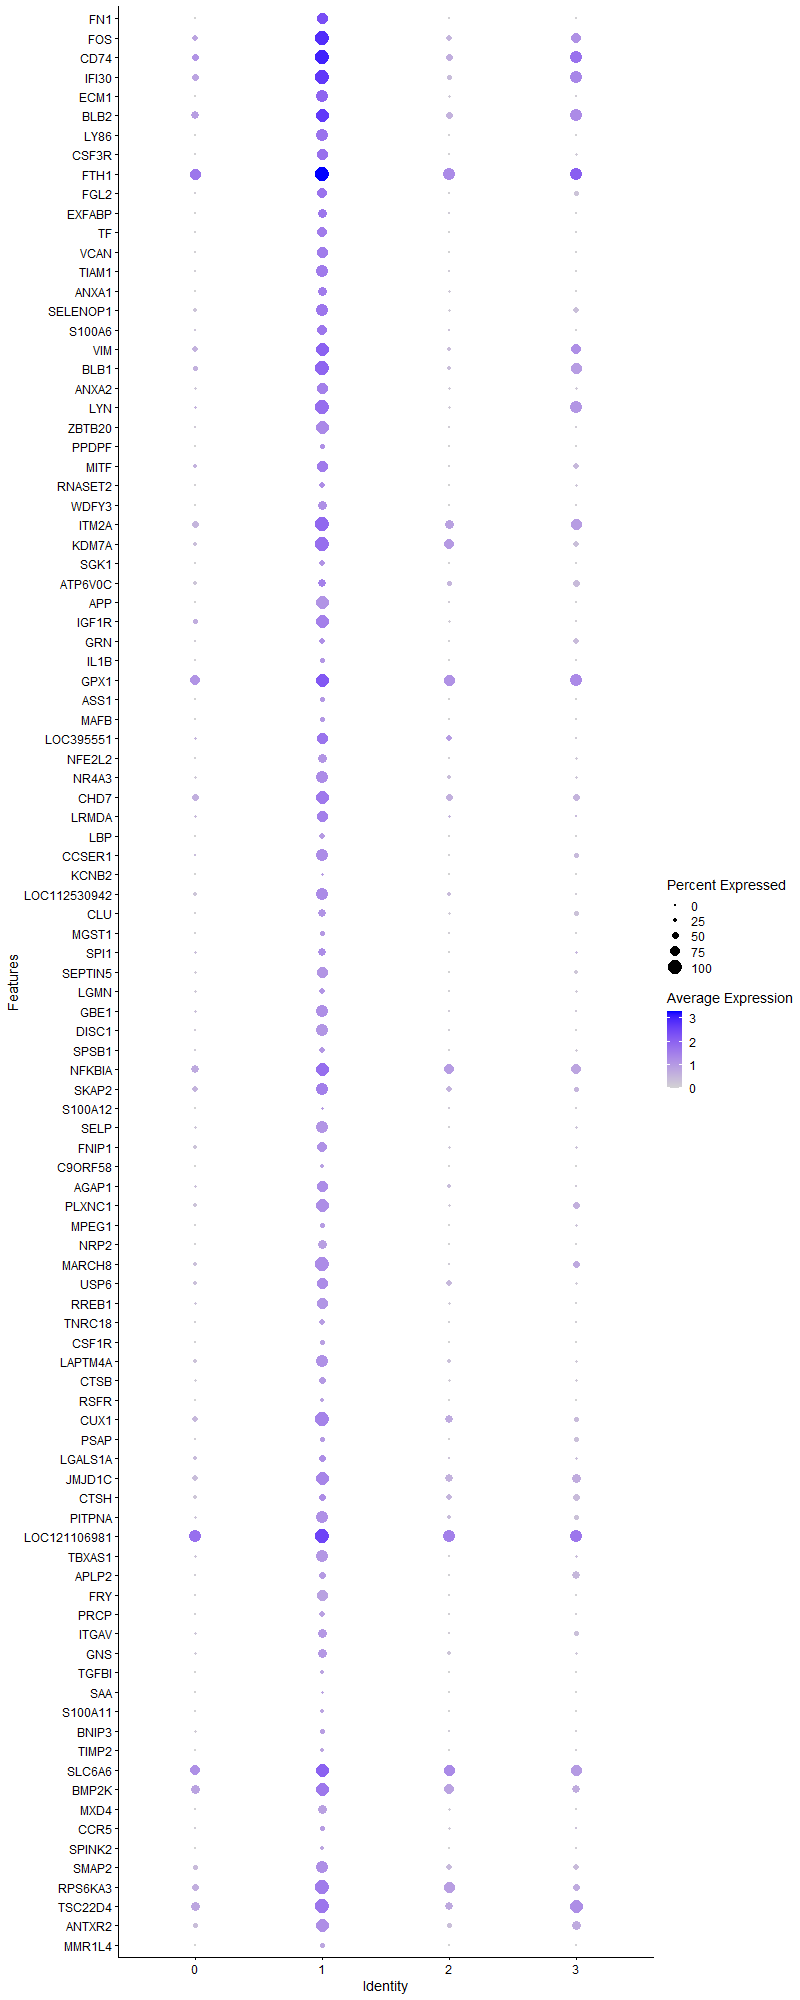 FN1
FOS
CD74
IFI30
ECM1
BLB2
LY86
CSF3R
FTH1
FGL2
EXFABP
TF
VCAN
TIAM1
ANXA1
SELENOP1
S100A6
VIM
BLB1
ANXA2
LYN
ZBTB20
PPDPF
MITF
RNASET2
WDFY3
ITM2A
KDM7A
SGK1
ATP6V0C
APP
IGF1R
GRN
IL1B
GPX1
ASS1
MAFB
LOC395551
NFE2L2
NR4A3
CHD7
LRMDA
LBP
CCSER1
KCNB2
LOC112530942
CLU
MGST1
SPI1
SEPTIN5
LGMN
GBE1
DISC1
SPSB1
NFKBIA
SKAP2
S100A12
SELP
FNIP1
C9ORF58
AGAP1
PLXNC1
MPEG1
NRP2
MARCH8
USP6
RREB1
TNRC18
CSF1R
LAPTM4A
CTSB
RSFR
CUX1
PSAP
LGALS1A
JMJD1C
CTSH
PITPNA
LOC121106981
TBXAS1
APLP2
FRY
PRCP
ITGAV
GNS
TGFBI
SAA
S100A11
BNIP3
TIMP2
SLC6A6
BMP2K
MXD4
CCR5
SPINK2
SMAP2
RPS6KA3
TSC22D4
ANTXR2
MMR1L4
Features
0 1 2 3
Identity
Percent Expressed
0
25
50
75
100
Average Expression
3
2
1
0